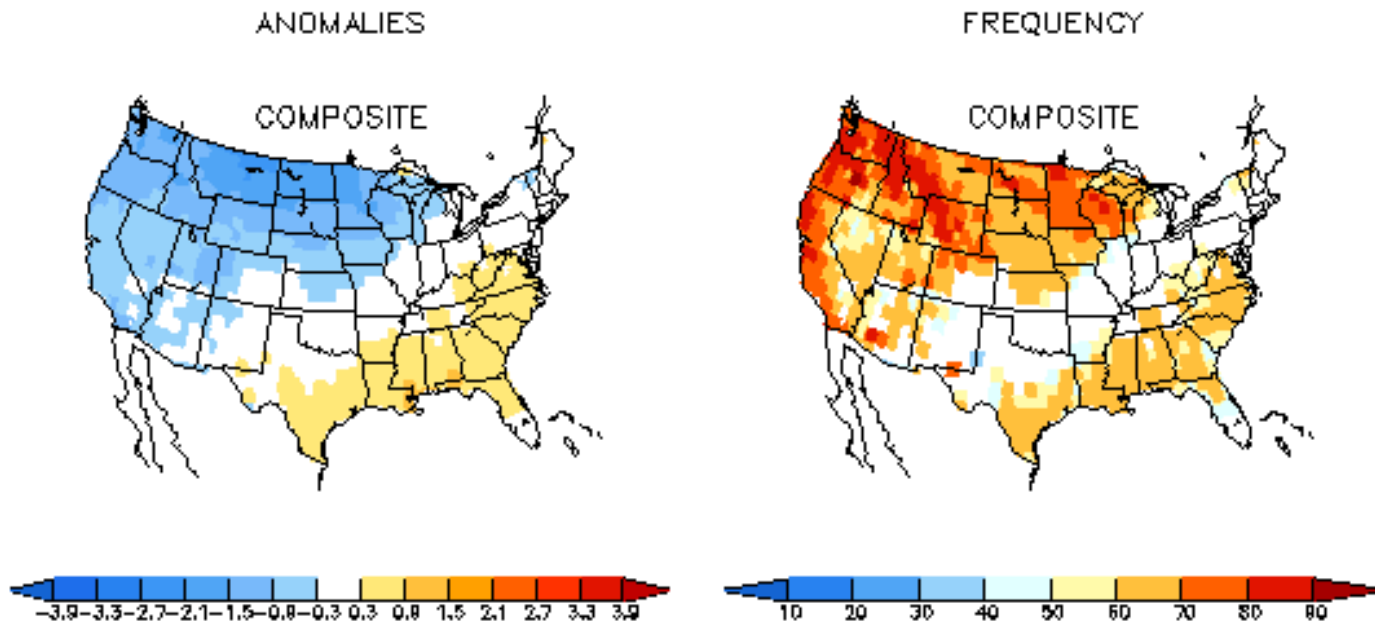 ANOMALIES
FREQUENCY
COMPOSITE
COMPOSITE
-3.9 -3.3 -2.7 -2.1 -1.5 -0.9 -0.3 0.3 0.9 1.5 2.1 2.7 3.3 3.9
10 20 30 40 50 60 70 80 90